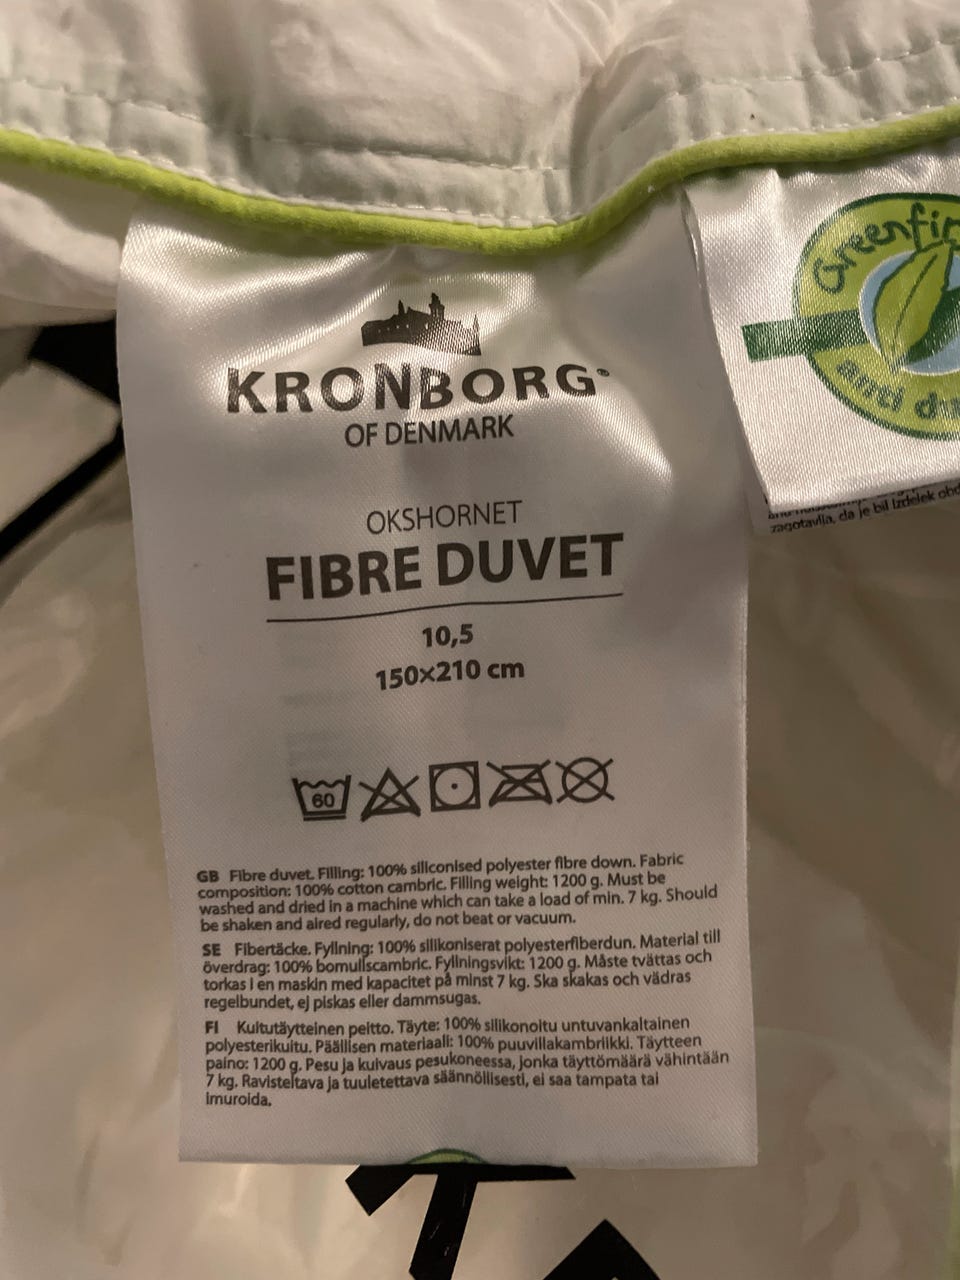 KRONBORG®
OF DENMARK
OKSHORNET
FIBRE DUVET
10,5
150×210 cm
60
GB Fibre duvet. Filling: 100% siliconised polyester fibre down. Fabric
composition: 100% cotton cambric. Filling weight: 1200 g. Must be
washed and dried in a machine which can take a load of min. 7 kg. Should
be shaken and aired regularly, do not beat or vacuum.
SE Fibertäcke. Fyllning: 100% silikoniserat polyesterfiberdun. Material till
överdrag: 100% bomullscambric. Fyllningsvikt: 1200 g. Måste tvättas och
torkas i en maskin med kapacitet på minst 7 kg. Ska skakas och vädras
regelbundet, ej piskas eller dammsugas.
FI Kuitutäytteinen peitto. Täyte: 100% silikonoitu untuvankaltainen
polyesterikuitu. Päällisen materiaali: 100% puuvillakambriikki. Täytteen
paino: 1200 g. Pesu ja kuivaus pesukoneessa, jonka täyttömäärä vähintään
7 kg. Ravisteltava ja tuuletettava säännöllisesti, ei saa tampata tai
imuroida.
Greenfir
anti du
zagotavlja, da je bil izdelek obd